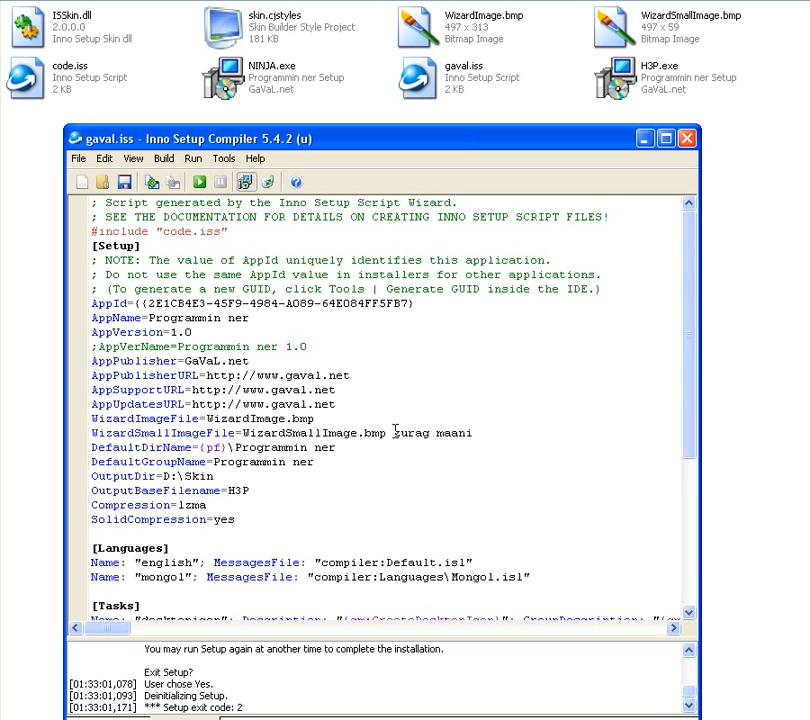 ISSkin.dll
2.0.0.0
Inno Setup Skin dll
skin.cjstyles
Skin Builder Style Project
181 KB
WizardImage.bmp
497 x 313
Bitmap Image
WizardSmallImage.bmp
497 x 59
Bitmap Image
code.iss
Inno Setup Script
2 KB
NINJA.exe
Programmin ner Setup
GaVaL.net
gaval.iss
Inno Setup Script
2 KB
H3P.exe
Programmin ner Setup
GaVaL.net
gaval.iss - Inno Setup Compiler 5.4.2 (u)
File Edit View Build Run Tools Help
; Script generated by the Inno Setup Script Wizard.
; SEE THE DOCUMENTATION FOR DETAILS ON CREATING INNO SETUP SCRIPT FILES!
#include "code.iss"
[Setup]
; NOTE: The value of AppId uniquely identifies this application.
; Do not use the same AppId value in installers for other applications.
; (To generate a new GUID, click Tools | Generate GUID inside the IDE.)
AppId={{2E1CB4E3-45F9-4984-A089-64E084FF5FB7}
AppName=Programmin ner
AppVersion=1.0
;AppVerName=Programmin ner 1.0
AppPublisher=GaVaL.net
AppPublisherURL=http://www.gaval.net
AppSupportURL=http://www.gaval.net
AppUpdatesURL=http://www.gaval.net
WizardImageFile=WizardImage.bmp
WizardSmallImageFile=WizardSmallImage.bmp zurag maani
DefaultDirName={pf}\Programmin ner
DefaultGroupName=Programmin ner
OutputDir=D:\Skin
OutputBaseFilename=H3P
Compression=lzma
SolidCompression=yes
[Languages]
Name: "english"; MessagesFile: "compiler:Default.isl"
Name: "mongol"; MessagesFile: "compiler:Languages\Mongol.isl"
[Tasks]
Name: "desktopicon"; Description: "{cm:CreateDesktopIcon}"; GroupDescription: "{cm
You may run Setup again at another time to complete the installation.
Exit Setup?
[01:33:01,078] User chose Yes.
[01:33:01,093] Deinitializing Setup.
[01:33:01,171] *** Setup exit code: 2